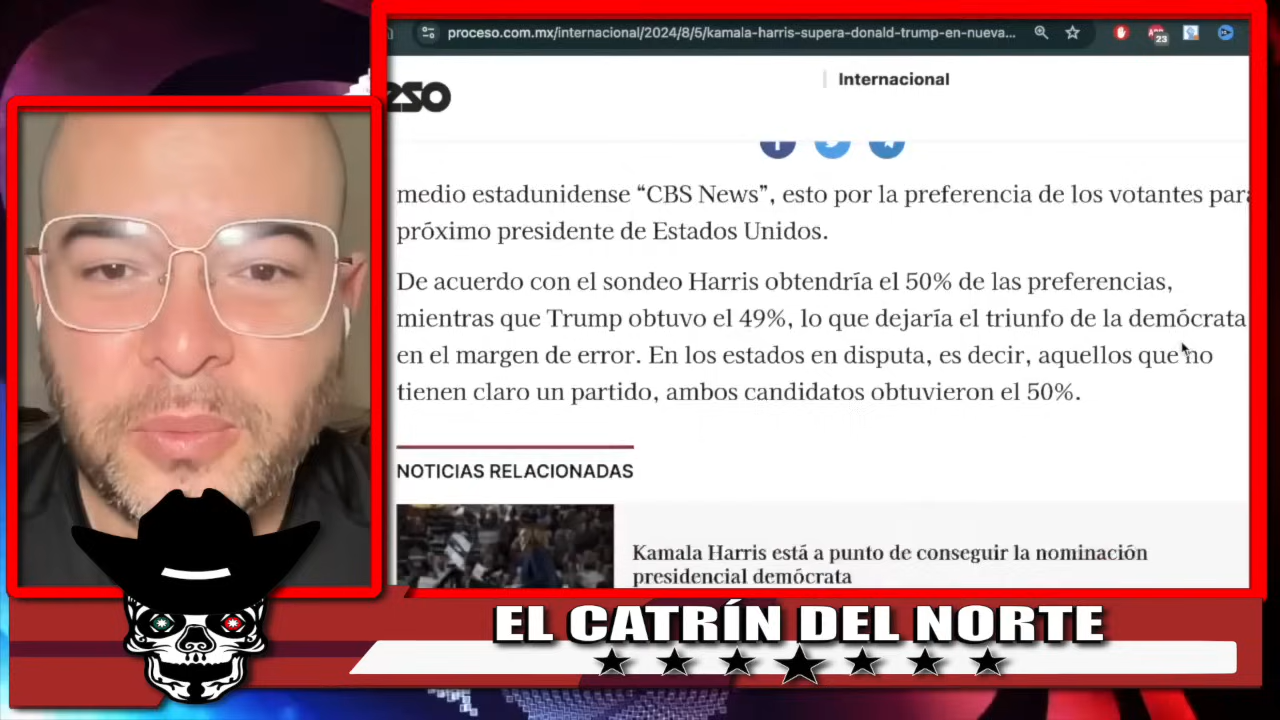 proceso.com.mx/internacional/2024/8/5/kamala-harris-supera-donald-trump-en-nueva...
23
Internacional
eso
medio estadunidense “CBS News”, esto por la preferencia de los votantes para
próximo presidente de Estados Unidos.
De acuerdo con el sondeo Harris obtendría el 50% de las preferencias,
mientras que Trump obtuvo el 49%, lo que dejaría el triunfo de la demócrata
en el margen de error. En los estados en disputa, es decir, aquellos que no
tienen claro un partido, ambos candidatos obtuvieron el 50%.
NOTICIAS RELACIONADAS
Kamala Harris está a punto de conseguir la nominación
presidencial demócrata
EL CATRÍN DEL NORTE